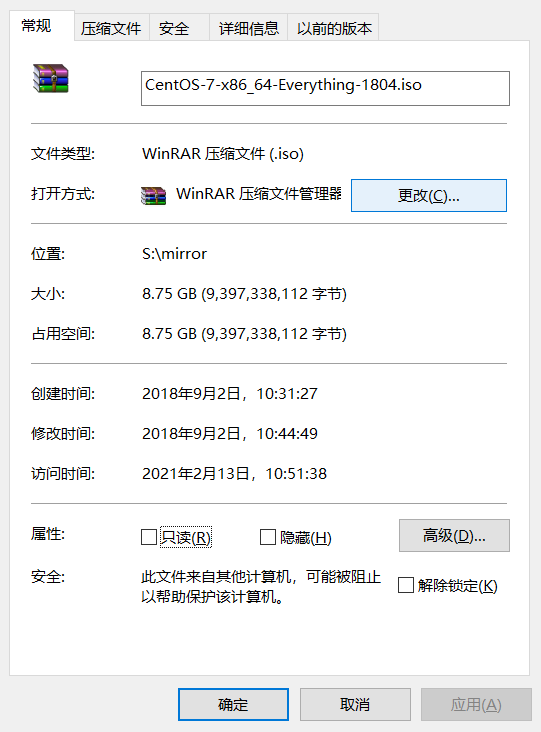 常规 压缩文件 安全 详细信息 以前的版本
CentOS-7-x86_64-Everything-1804.iso
文件类型: WinRAR 压缩文件 (.iso)
打开方式: WinRAR 压缩文件管理器 更改(C)...
位置: S:\mirror
大小: 8.75 GB (9,397,338,112 字节)
占用空间: 8.75 GB (9,397,338,112 字节)
创建时间: 2018年9月2日，10:31:27
修改时间: 2018年9月2日，10:44:49
访问时间: 2021年2月13日，10:51:38
属性: 只读(R) 隐藏(H) 高级(D)...
安全: 此文件来自其他计算机，可能被阻止
以帮助保护该计算机。 解除锁定(K)
确定 取消 应用(A)